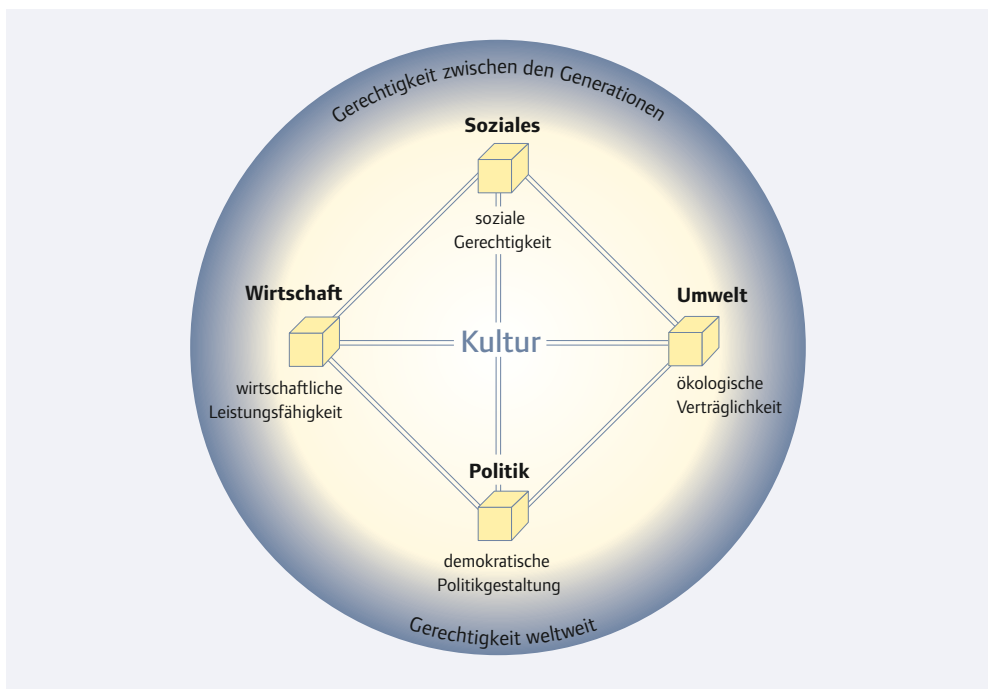 Gerechtigkeit zwischen den Generationen
Soziales
soziale
Gerechtigkeit
Wirtschaft
wirtschaftliche
Leistungsfähigkeit
Kultur
Umwelt
ökologische
Verträglichkeit
Politik
demokratische
Politikgestaltung
Gerechtigkeit weltweit